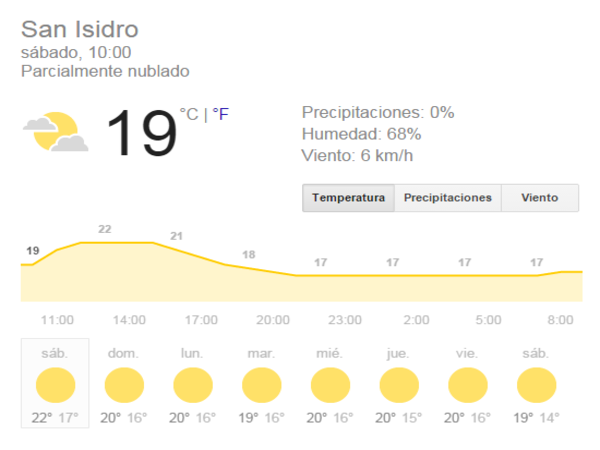 San Isidro
sábado, 10:00
Parcialmente nublado
19 °C | °F
Precipitaciones: 0%
Humedad: 68%
Viento: 6 km/h
Temperatura Precipitaciones Viento
19 22 21 18 17 17 17 17
11:00 14:00 17:00 20:00 23:00 2:00 5:00 8:00
sáb. dom. lun. mar. mié. jue. vie. sáb.
22° 17° 20° 16° 20° 16° 19° 16° 20° 16° 20° 15° 20° 16° 19° 14°